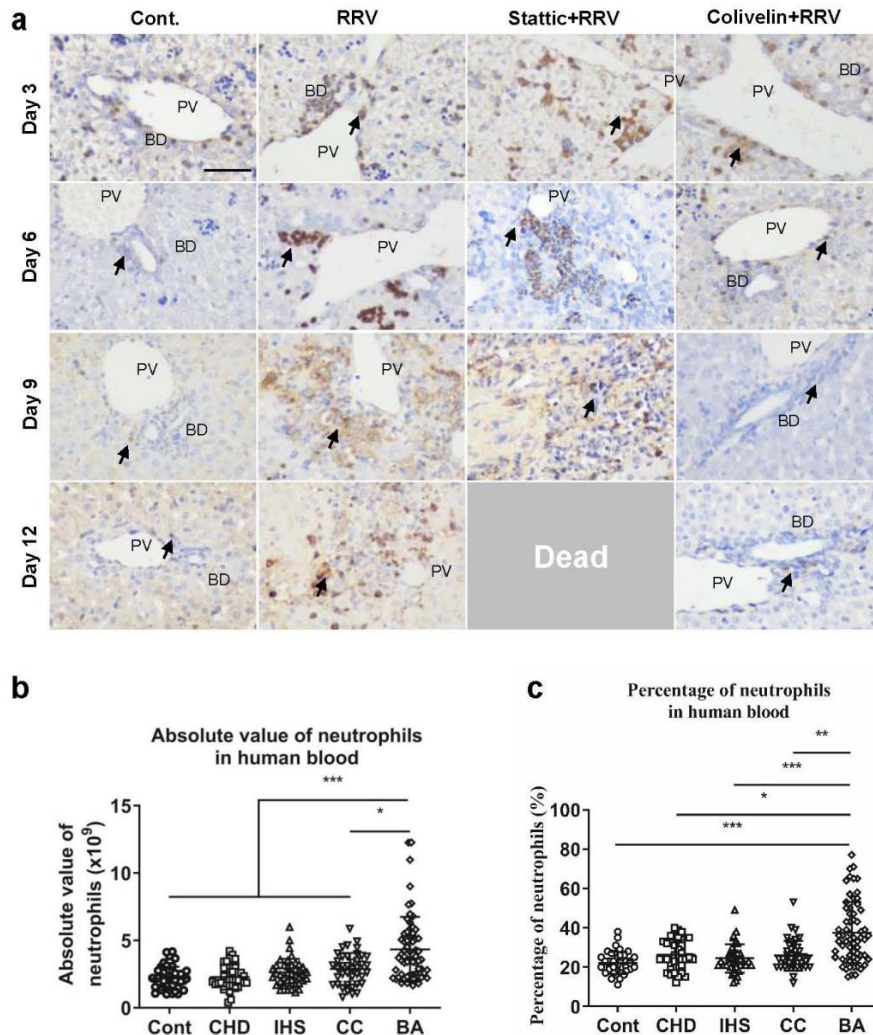 a
Cont. RRV Stattic+RRV Colivelin+RRV
Day 3
PV
BD
BD
PV
PV
BD
Day 6
PV
BD
PV
PV
PV
BD
Day 9
PV
BD
PV
PV
BD
Day 12
PV
BD
PV
Dead
BD
PV
b
Absolute value of neutrophils
in human blood
***
*
Absolute value of
neutrophils (x10⁹)
15
10
5
0
Cont CHD IHS CC BA
c
Percentage of neutrophils
in human blood
**
***
*
***
Percentage of neutrophils (%)
100
80
60
40
20
0
Cont CHD IHS CC BA